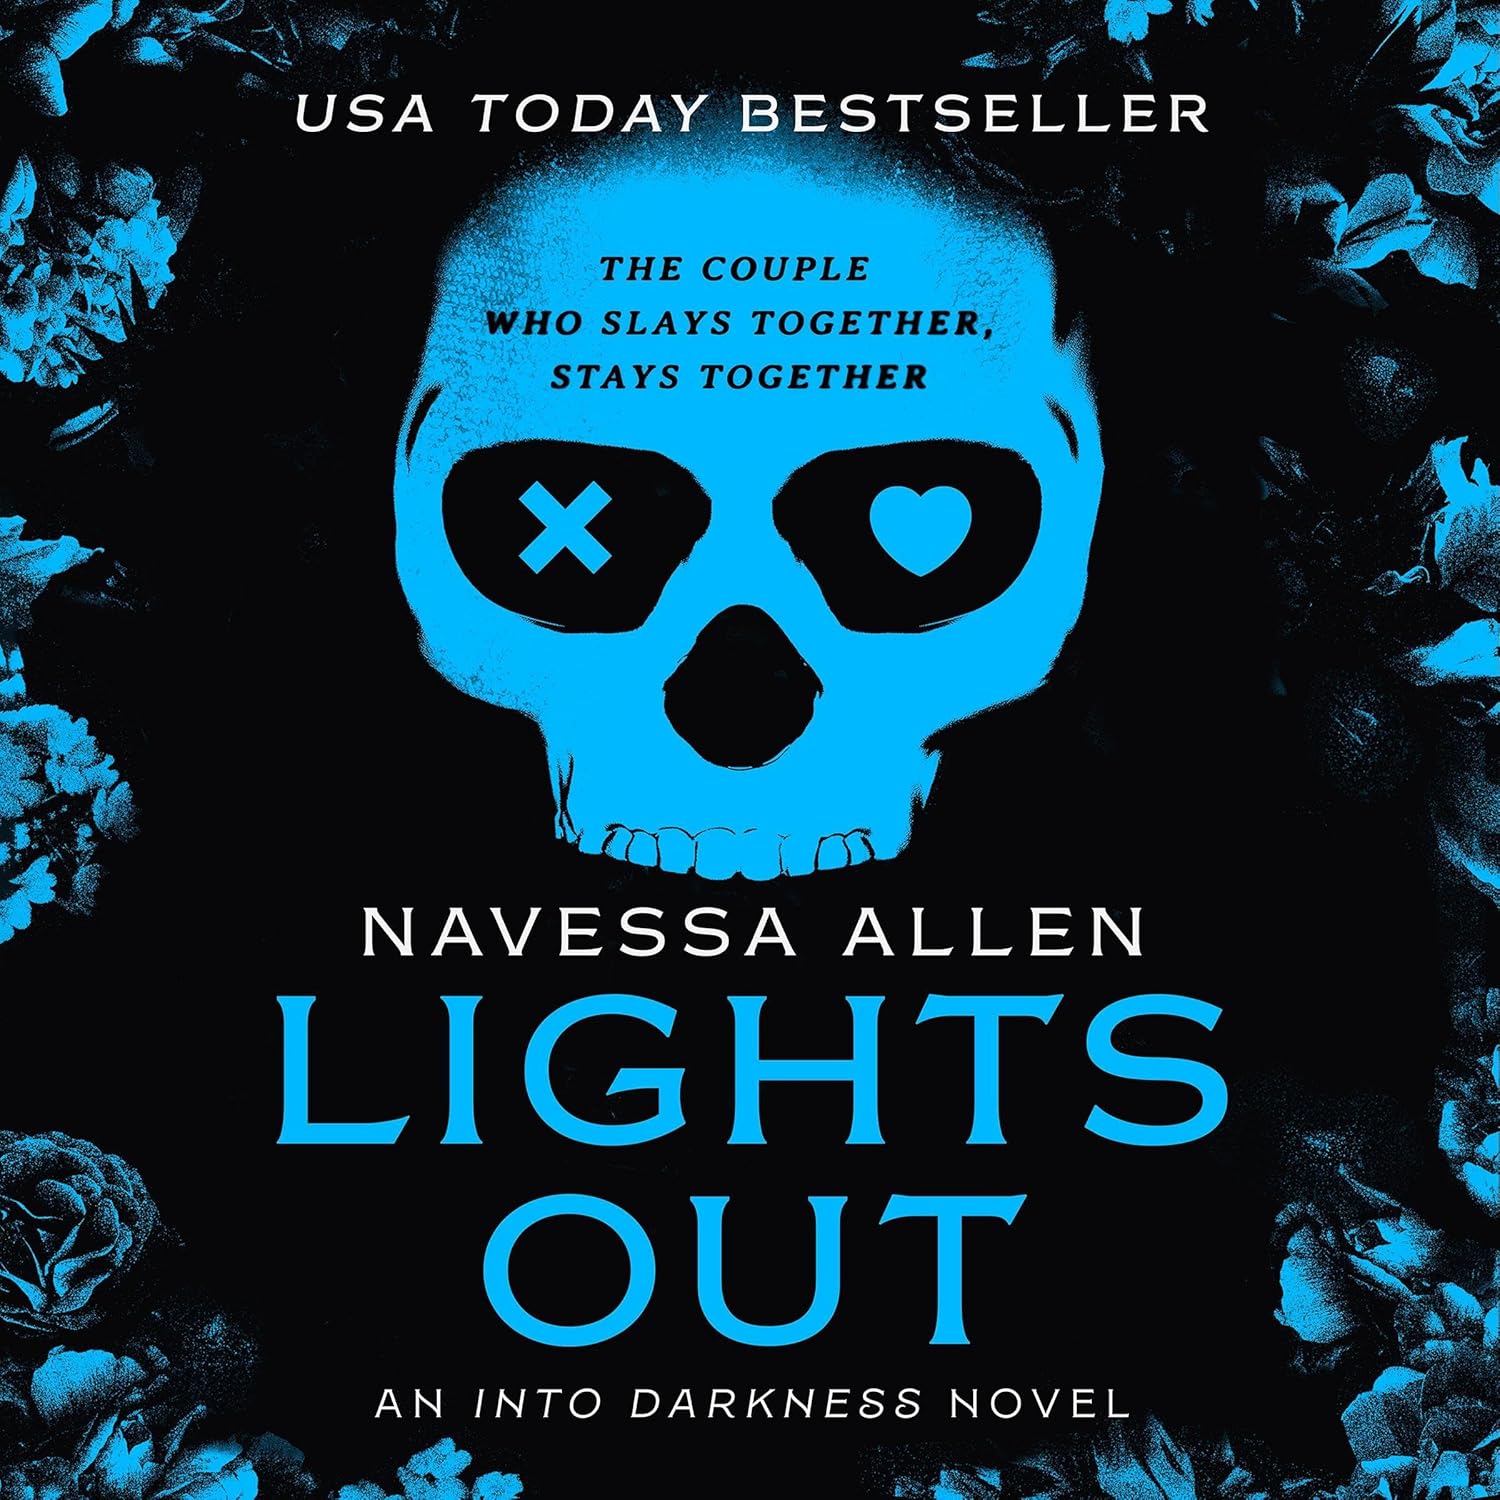 USA TODAY BESTSELLER
THE COUPLE
WHO SLAYS TOGETHER,
STAYS TOGETHER
NAVESSA ALLEN
LIGHTS
OUT
AN INTO DARKNESS NOVEL